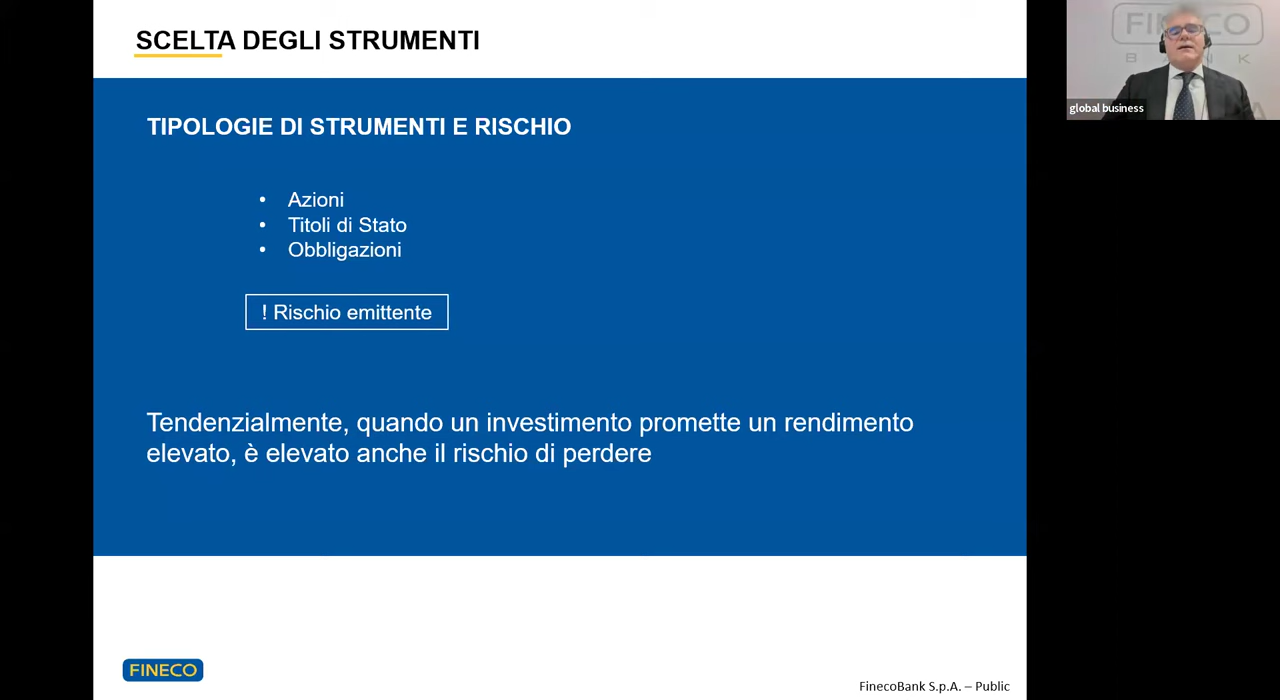 SCELTA DEGLI STRUMENTI
TIPOLOGIE DI STRUMENTI E RISCHIO
• Azioni
• Titoli di Stato
• Obbligazioni
! Rischio emittente
Tendenzialmente, quando un investimento promette un rendimento
elevato, è elevato anche il rischio di perdere
FINECO
FinecoBank S.p.A. – Public
FINECO
B A N K
global business